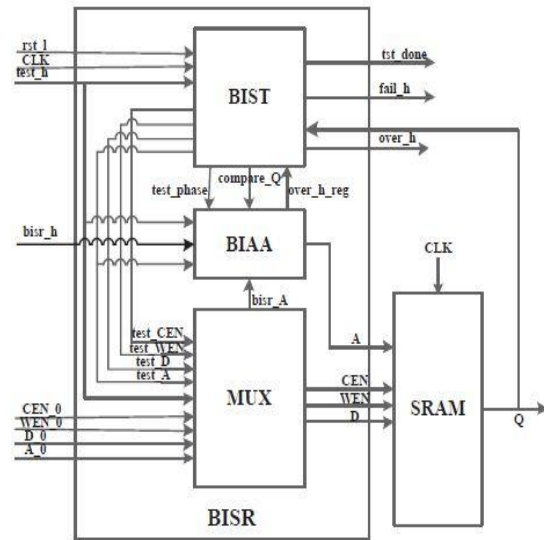 rst_l
CLK
test_h
BIST
tst_done
fail_h
over_h
test_phase
compare_Q
over_h_reg
bisr_h
BIAA
CLK
bisr_A
A
test_CEN
test_WEN
test_D
test_A
MUX
CEN
WEN
D
SRAM
Q
CEN_0
WEN_0
D_0
A_0
BISR